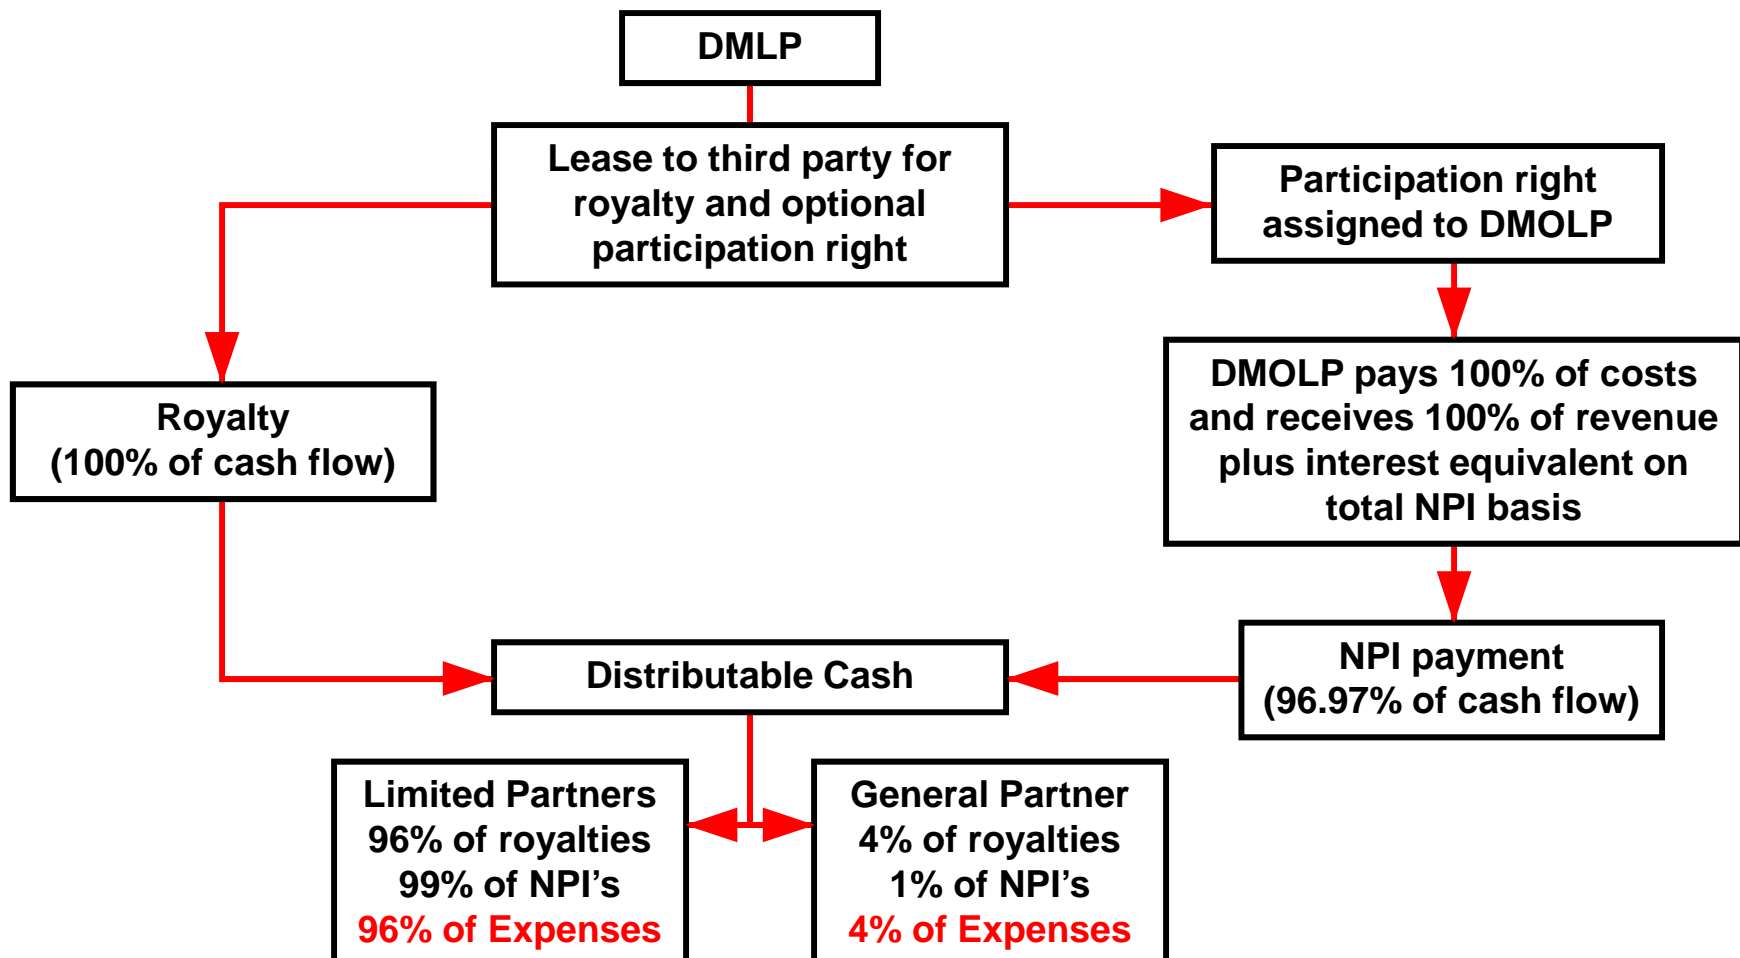 DMLP
Lease to third party for
royalty and optional
participation right
Participation right
assigned to DMOLP
Royalty
(100% of cash flow)
DMOLP pays 100% of costs
and receives 100% of revenue
plus interest equivalent on
total NPI basis
Distributable Cash
NPI payment
(96.97% of cash flow)
Limited Partners
96% of royalties
99% of NPI’s
96% of Expenses
General Partner
4% of royalties
1% of NPI’s
4% of Expenses